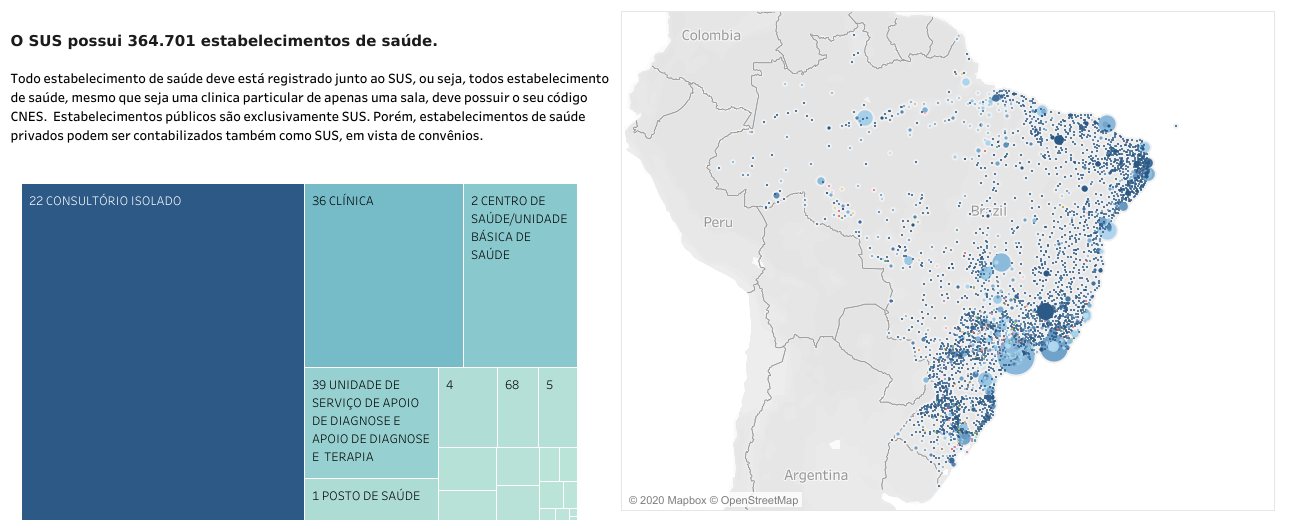 O SUS possui 364.701 estabelecimentos de saúde.
Todo estabelecimento de saúde deve está registrado junto ao SUS, ou seja, todos estabelecimento
de saúde, mesmo que seja uma clinica particular de apenas uma sala, deve possuir o seu código
CNES.  Estabelecimentos públicos são exclusivamente SUS. Porém, estabelecimentos de saúde
privados podem ser contabilizados também como SUS, em vista de convênios.
22 CONSULTÓRIO ISOLADO
36 CLÍNICA
2 CENTRO DE
SAÚDE/UNIDADE
BÁSICA DE
SAÚDE
39 UNIDADE DE
SERVIÇO DE APOIO
DE DIAGNOSE E
APOIO DE DIAGNOSE
E  TERAPIA
4
68
5
1 POSTO DE SAÚDE
Colombia
Brazil
Peru
Argentina
© 2020 Mapbox © OpenStreetMap